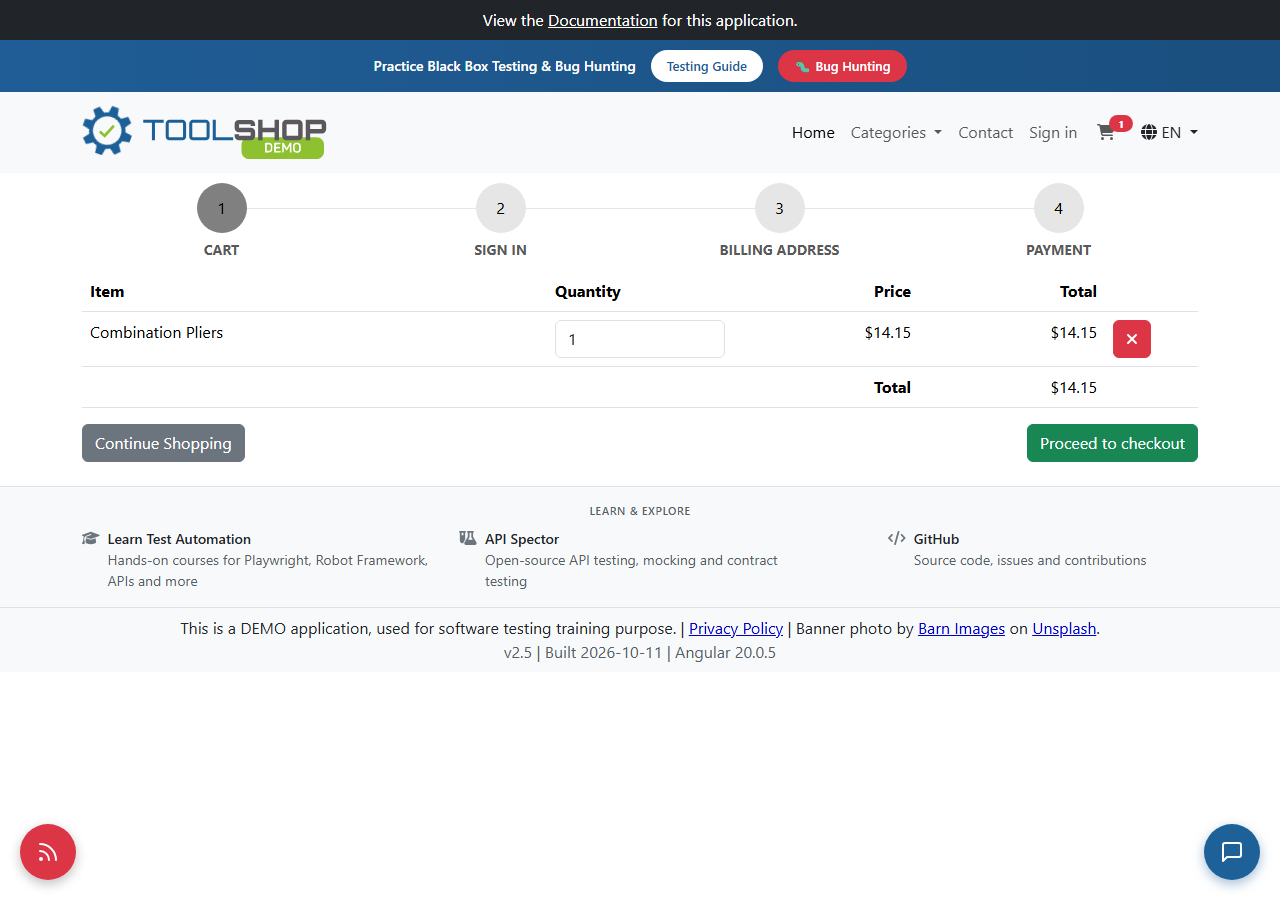 View the Documentation for this application.
Practice Black Box Testing & Bug Hunting Testing Guide Bug Hunting
TOOLSHOP
DEMO
Home Categories Contact Sign in 1 EN
1 2 3 4
CART SIGN IN BILLING ADDRESS PAYMENT
Item Quantity Price Total
Combination Pliers 1 $14.15 $14.15
Total $14.15
Continue Shopping Proceed to checkout
LEARN & EXPLORE
Learn Test Automation
Hands-on courses for Playwright, Robot Framework,
APIs and more
API Spector
Open-source API testing, mocking and contract
testing
GitHub
Source code, issues and contributions
This is a DEMO application, used for software testing training purpose. | Privacy Policy | Banner photo by Barn Images on Unsplash.
v2.5 | Built 2026-10-11 | Angular 20.0.5